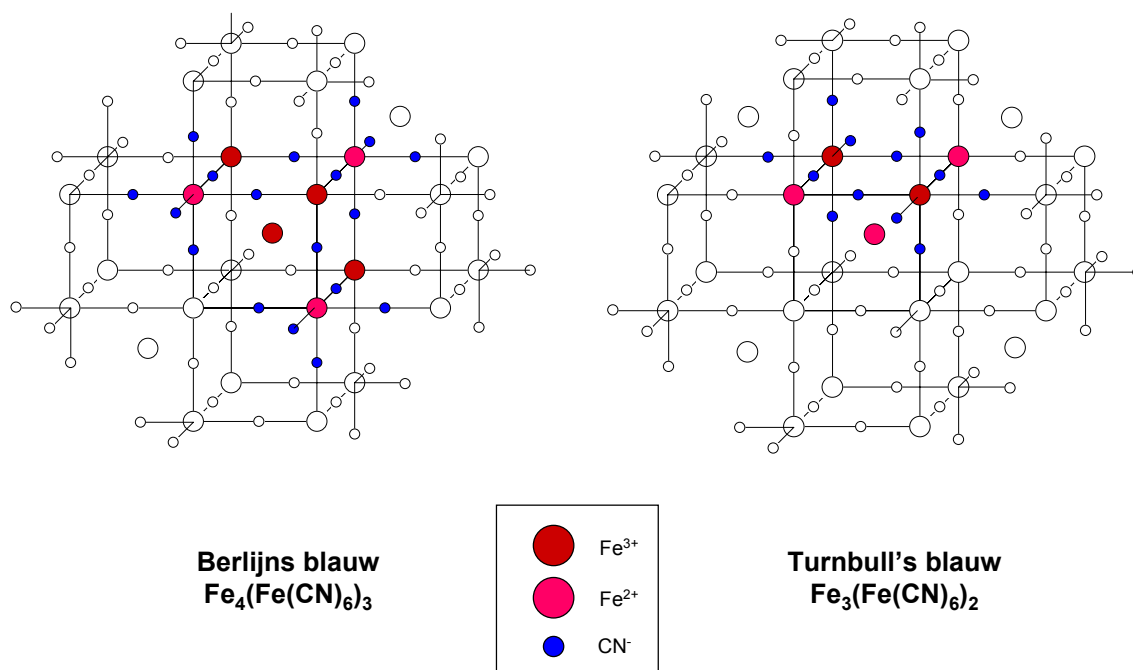 Berlijns blauw
Fe₄(Fe(CN)₆)₃
Fe³⁺
Fe²⁺
CN⁻
Turnbull's blauw
Fe₃(Fe(CN)₆)₂